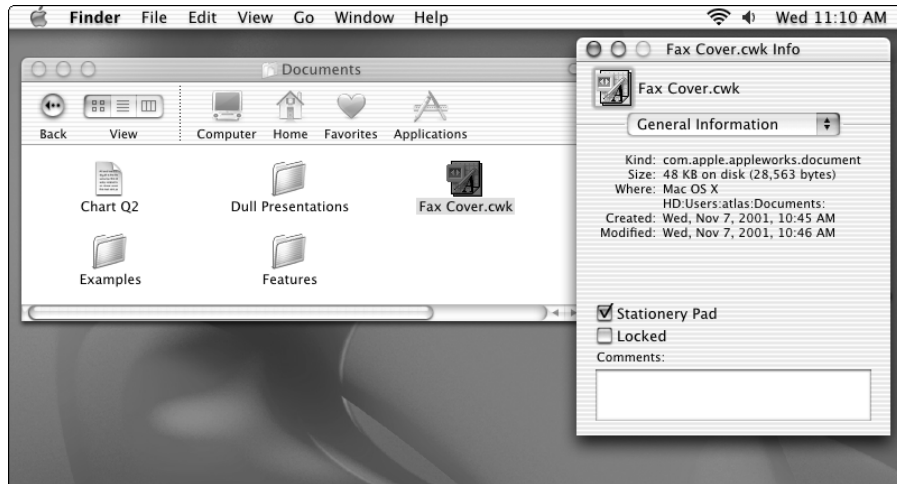 Finder File Edit View Go Window Help Wed 11:10 AM
Documents
Back View Computer Home Favorites Applications
Chart Q2 Dull Presentations Fax Cover.cwk
Examples Features
Fax Cover.cwk Info
Fax Cover.cwk
General Information
Kind: com.apple.appleworks.document
Size: 48 KB on disk (28,563 bytes)
Where: Mac OS X
HD:Users:atlas:Documents:
Created: Wed, Nov 7, 2001, 10:45 AM
Modified: Wed, Nov 7, 2001, 10:46 AM
Stationery Pad
Locked
Comments: